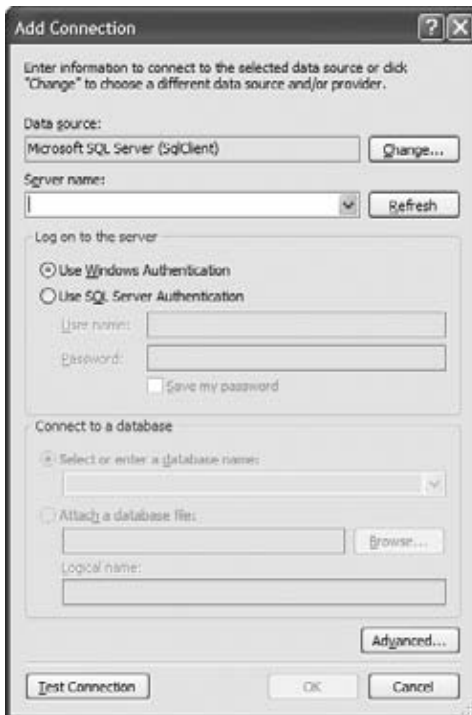 Add Connection
Enter information to connect to the selected data source or click
"Change" to choose a different data source and/or provider.
Data source:
Microsoft SQL Server (SqlClient)
Change...
Server name:
Refresh
Log on to the server
Use Windows Authentication
Use SQL Server Authentication
User name:
Password:
Save my password
Connect to a database
Select or enter a database name:
Attach a database file:
Browse...
Logical name:
Advanced...
Test Connection
OK
Cancel